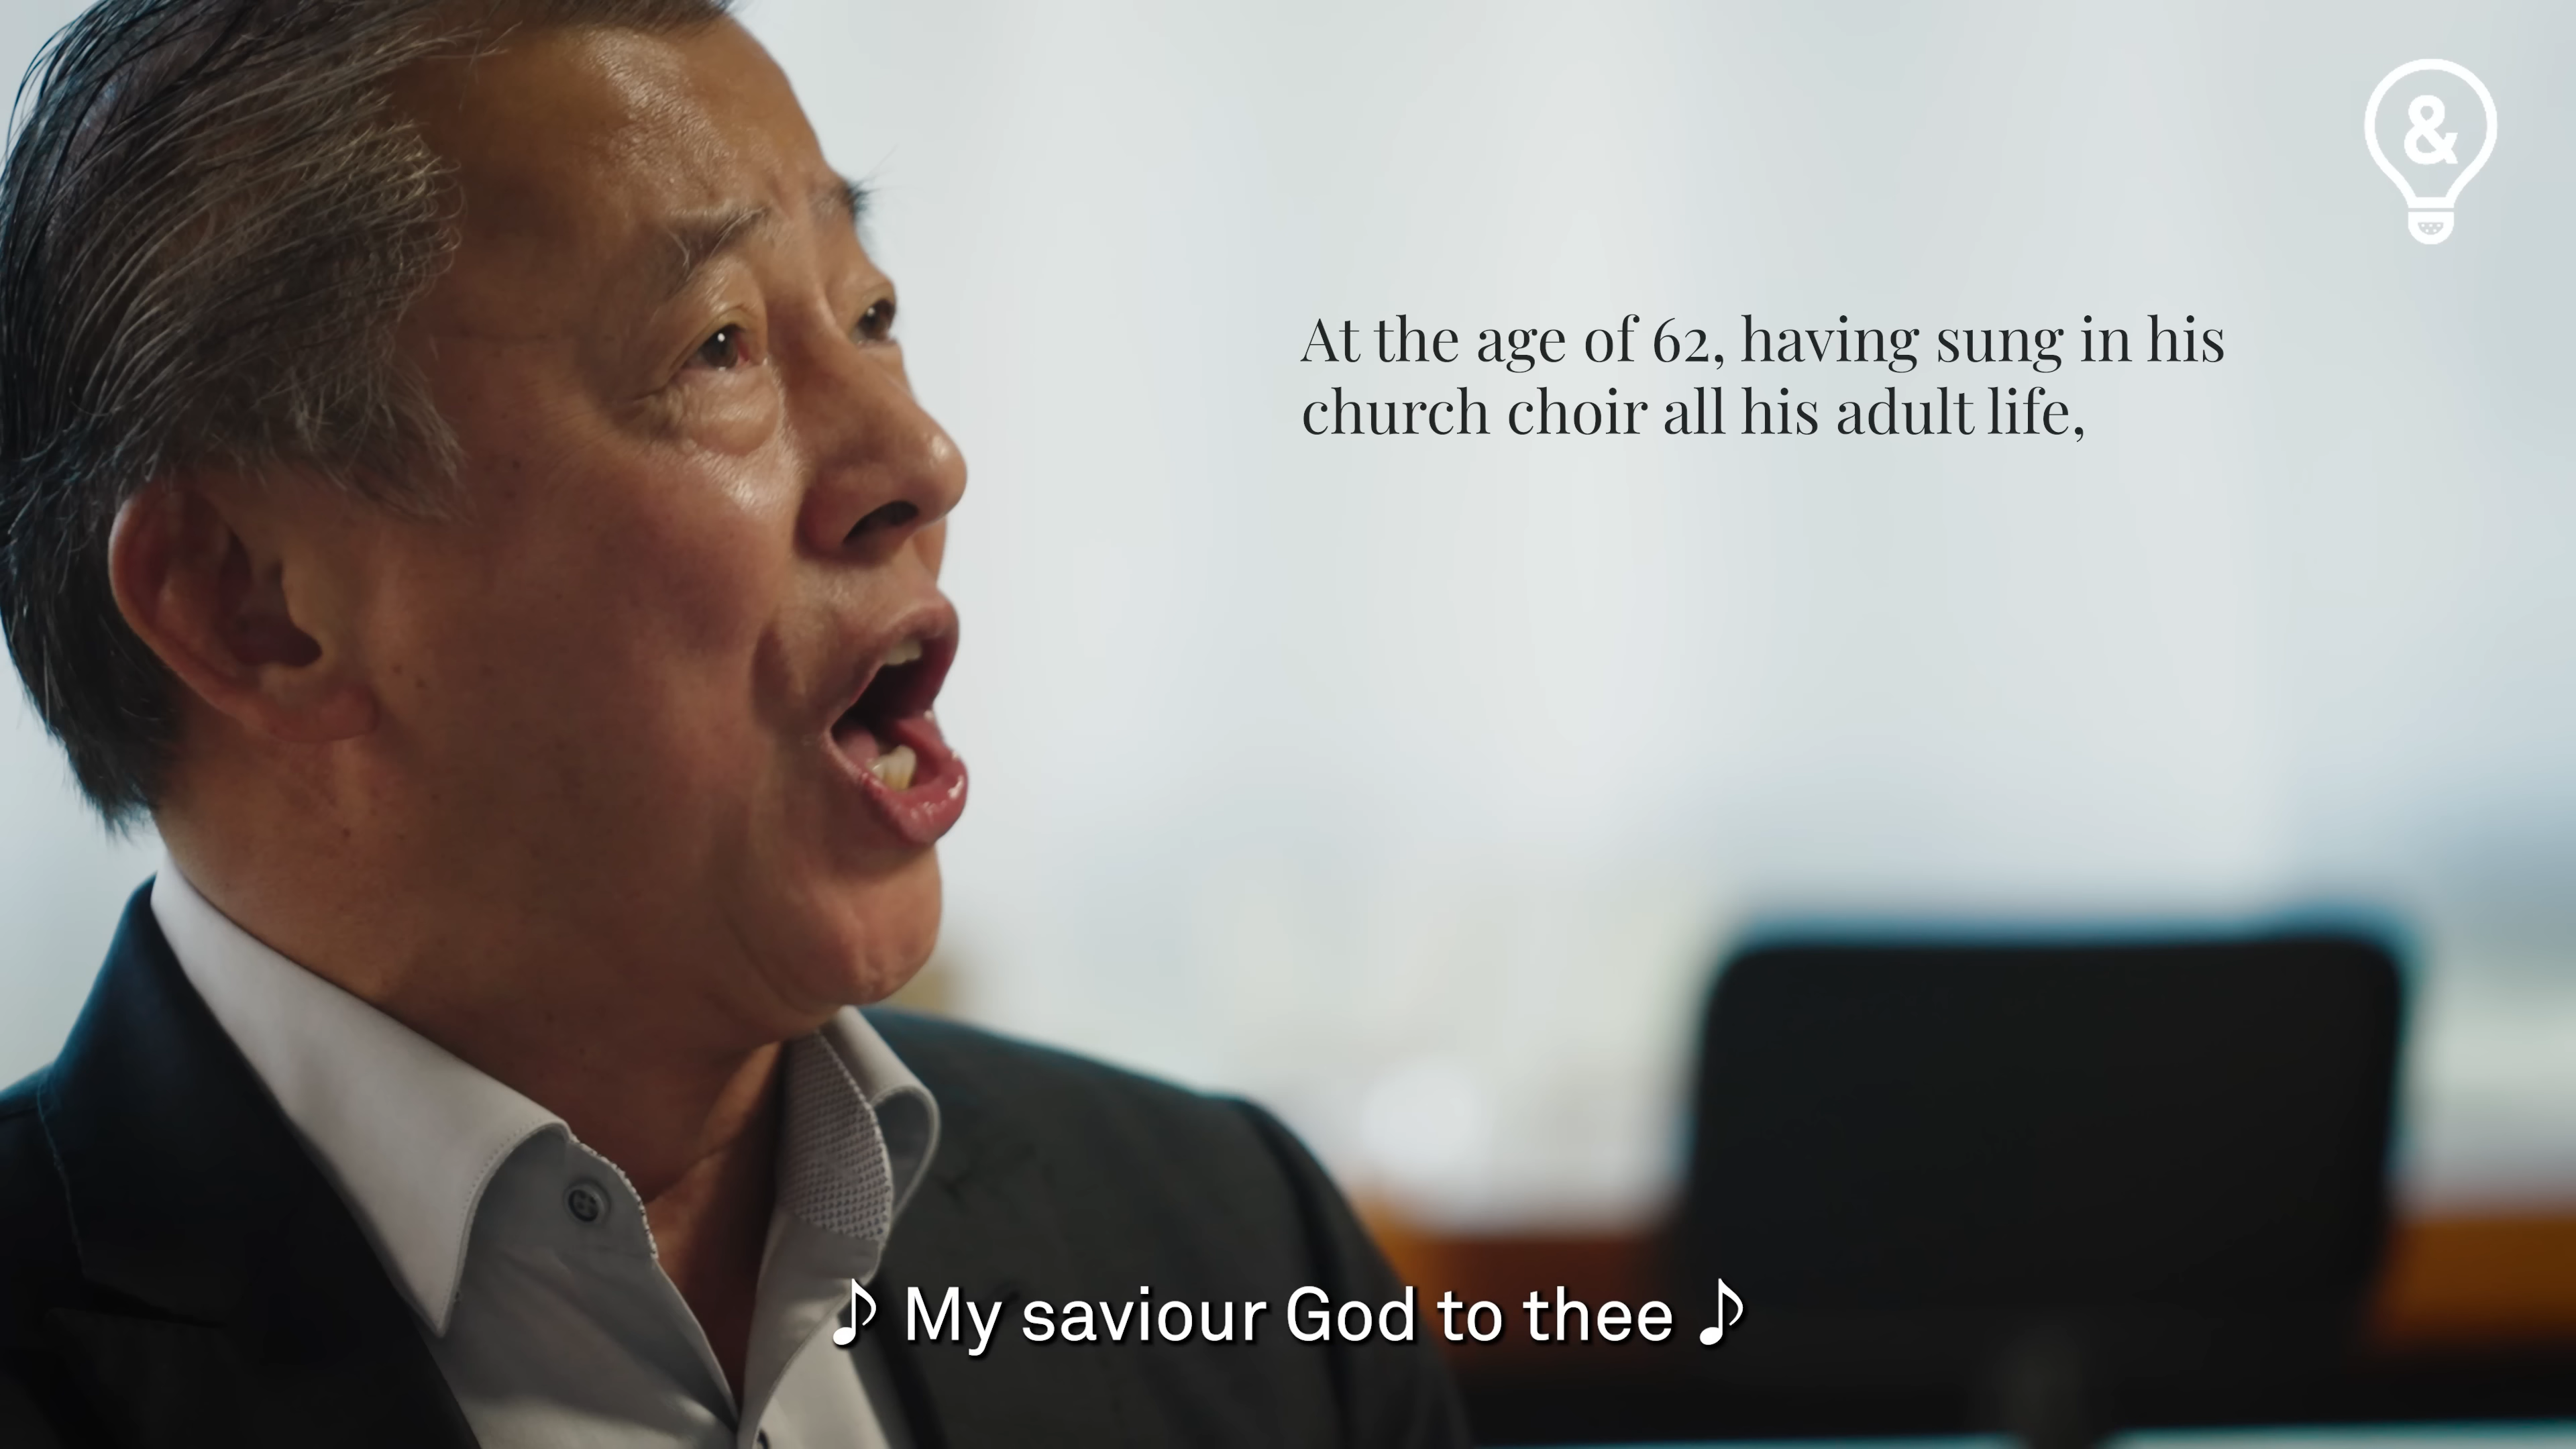 &
At the age of 62, having sung in his
church choir all his adult life,
♪ My saviour God to thee ♪